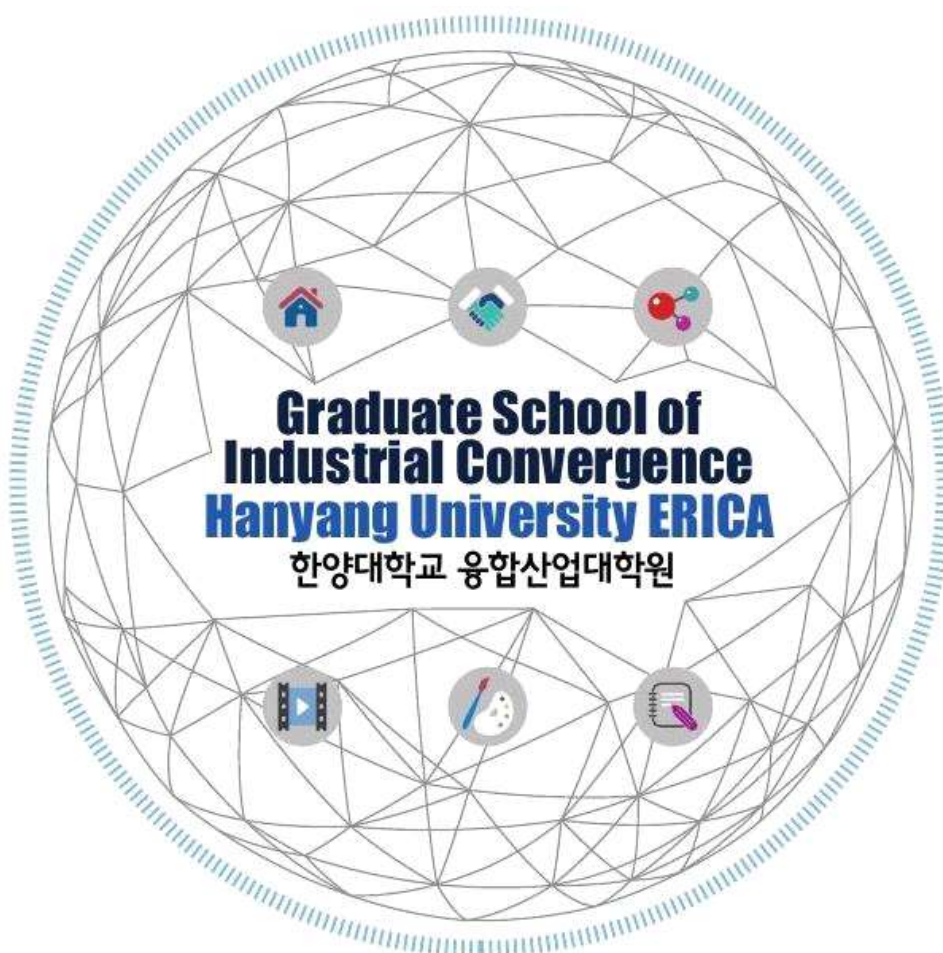 Graduate School of
Industrial Convergence
Hanyang University ERICA
한양대학교 융합산업대학원